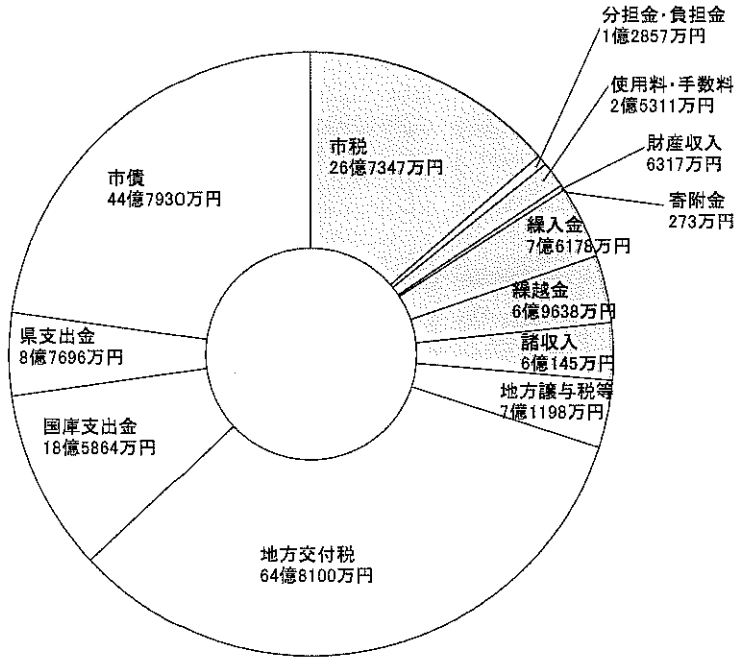 分担金・負担金
1億2857万円
使用料・手数料
2億5311万円
財産収入
6317万円
寄附金
273万円
市税
26億7347万円
繰入金
7億6178万円
繰越金
6億9638万円
諸収入
6億145万円
地方譲与税等
7億1198万円
地方交付税
64億8100万円
国庫支出金
18億5864万円
県支出金
8億7696万円
市債
44億7930万円